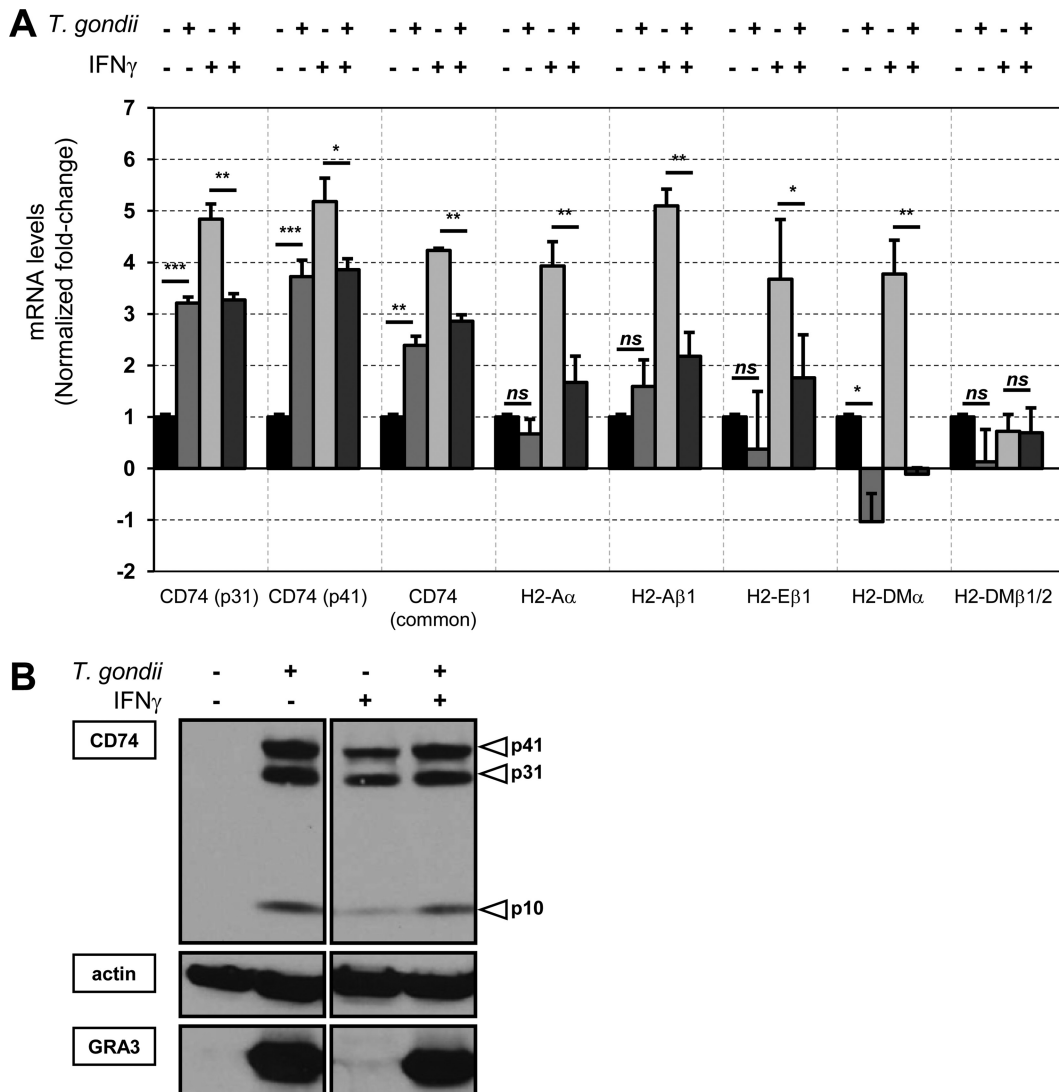 A
T. gondii - + - + - + - + - + - + - + - + - + - + - + - + - + - + - + - +
IFNγ - - + + - - + + - - + + - - + + - - + + - - + + - - + + - - + +
mRNA levels
(Normalized fold-change)
7
6
5
4
3
2
1
0
-1
-2
*** ** *** * ** ** ns ** ns ** ns * * ** ns ns
CD74 (p31) CD74 (p41) CD74 (common) H2-Aα H2-Aβ1 H2-Eβ1 H2-DMα H2-DMβ1/2
B
T. gondii - + - +
IFNγ - - + +
CD74
p41
p31
p10
actin
GRA3